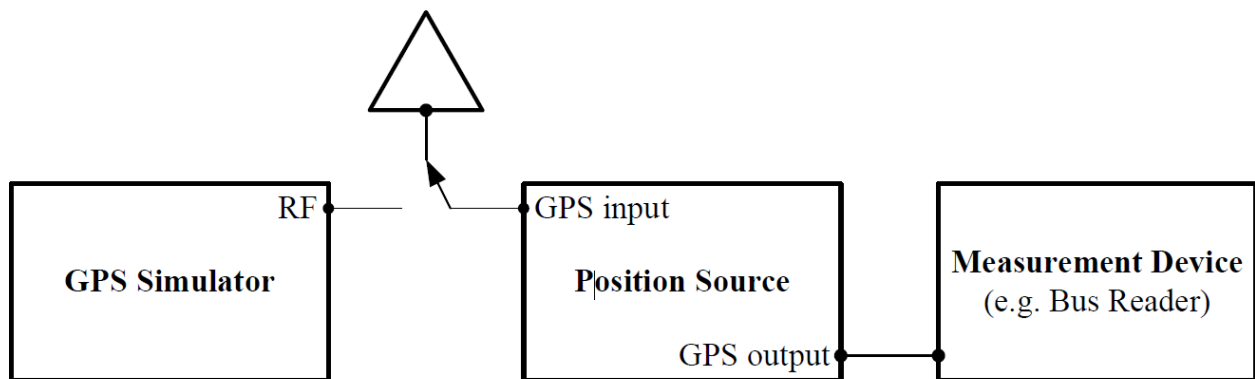 RF
GPS Simulator
GPS input
Position Source
GPS output
Measurement Device
(e.g. Bus Reader)